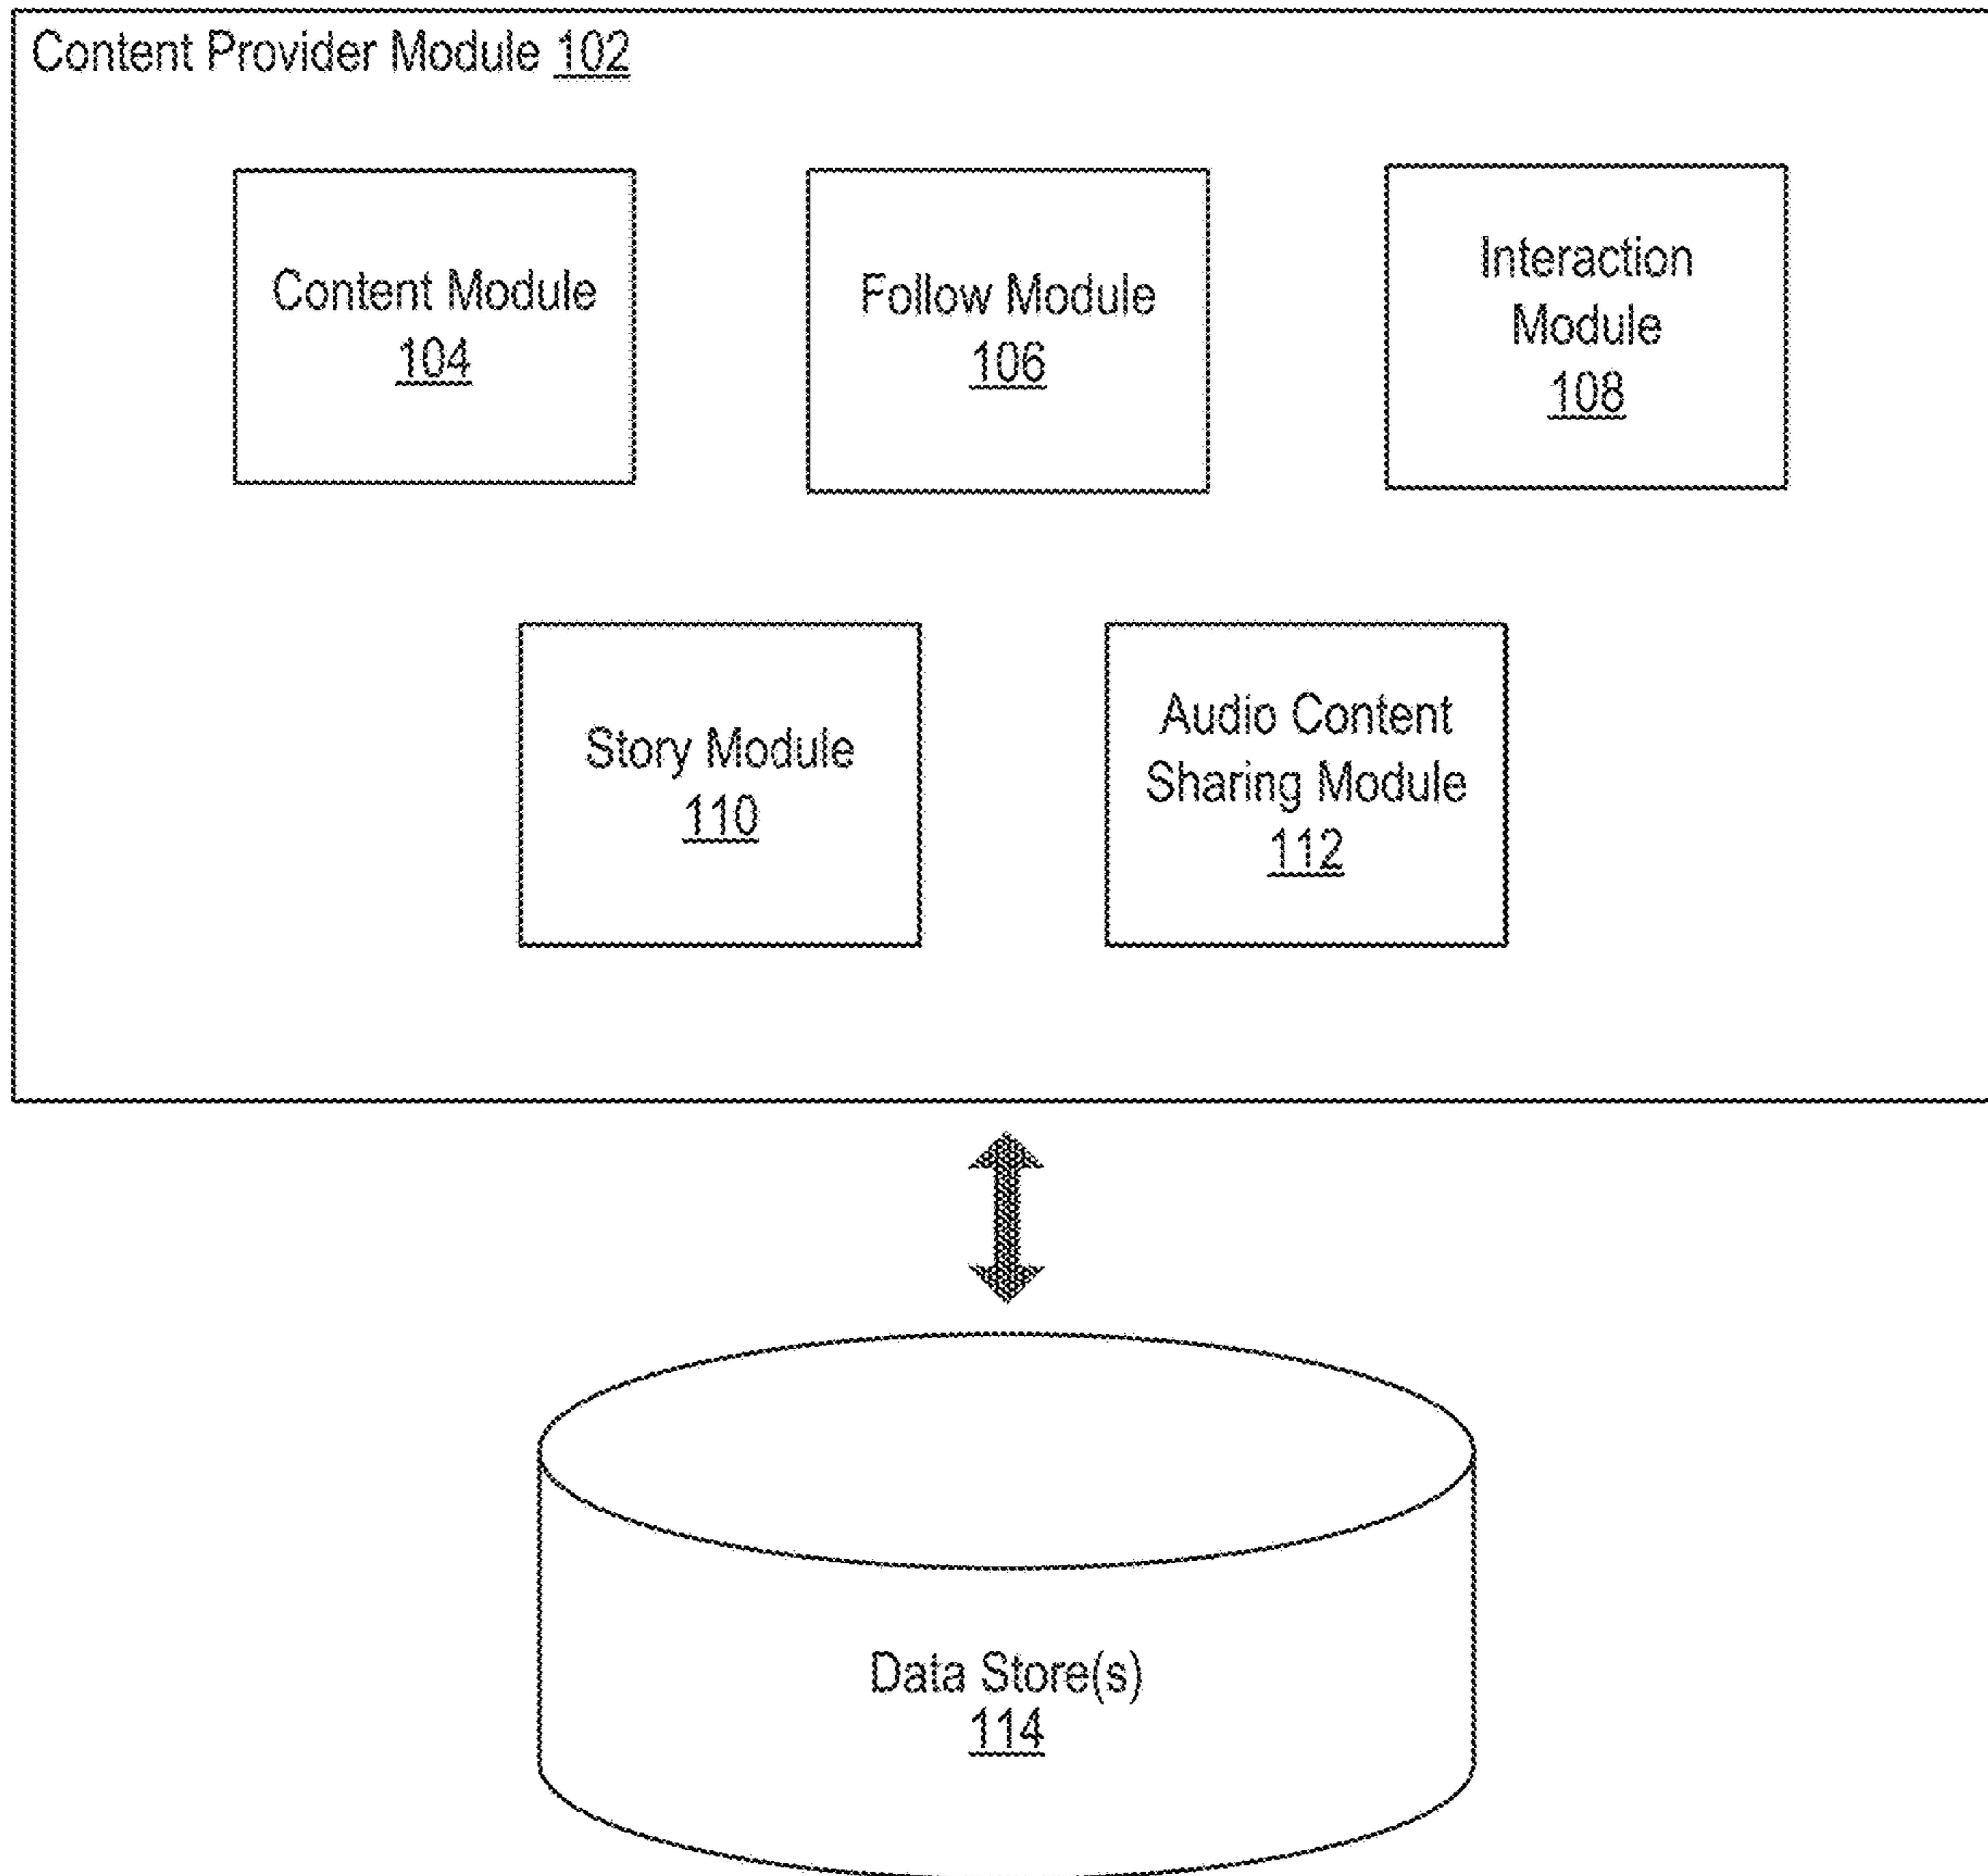 Content Provider Module 102
Content Module
104
Follow Module
106
Interaction
Module
108
Story Module
110
Audio Content
Sharing Module
112
Data Store(s)
114